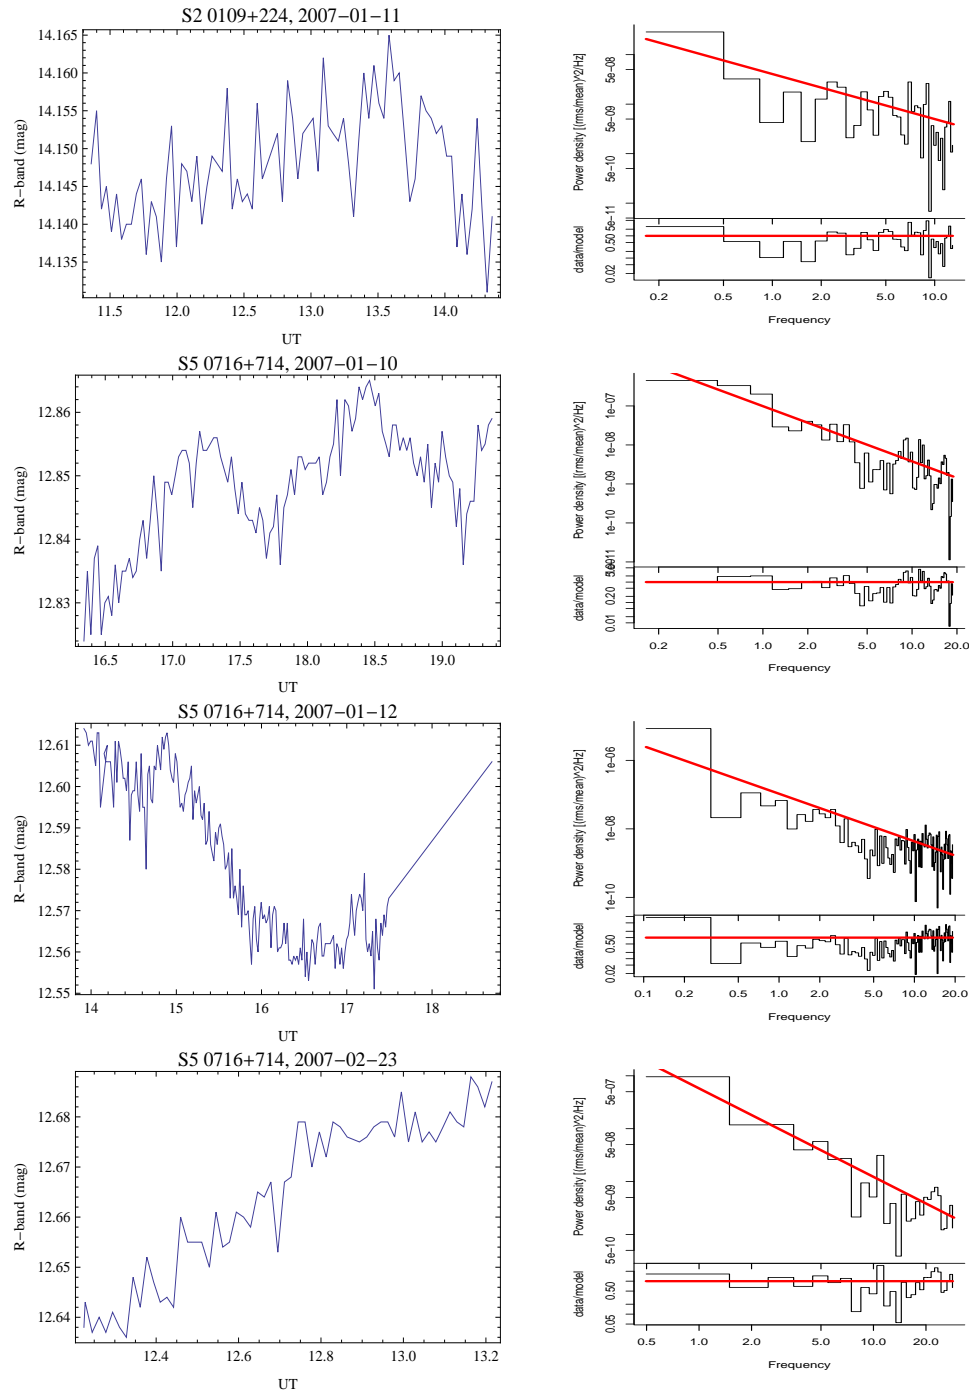 S2 0109+224, 2007−01−11
R−band (mag)
14.165
14.160
14.155
14.150
14.145
14.140
14.135
11.5 12.0 12.5 13.0 13.5 14.0
UT
Power density [(rms/mean)^2/Hz]
5e−08
5e−09
5e−10
5e−11
data/model
0.50
0.02
0.2 0.5 1.0 2.0 5.0 10.0
Frequency
S5 0716+714, 2007−01−10
R−band (mag)
12.86
12.85
12.84
12.83
16.5 17.0 17.5 18.0 18.5 19.0
UT
Power density [(rms/mean)^2/Hz]
1e−07
1e−08
1e−09
1e−10
data/model
0.20
0.01
0.2 0.5 1.0 2.0 5.0 10.0 20.0
Frequency
S5 0716+714, 2007−01−12
R−band (mag)
12.61
12.60
12.59
12.58
12.57
12.56
12.55
14 15 16 17 18
UT
Power density [(rms/mean)^2/Hz]
1e−06
1e−08
1e−10
data/model
0.50
0.02
0.1 0.2 0.5 1.0 2.0 5.0 10.0 20.0
Frequency
S5 0716+714, 2007−02−23
R−band (mag)
12.68
12.67
12.66
12.65
12.64
12.4 12.6 12.8 13.0 13.2
UT
Power density [(rms/mean)^2/Hz]
5e−07
5e−08
5e−09
5e−10
data/model
0.50
0.05
0.5 1.0 2.0 5.0 10.0 20.0
Frequency